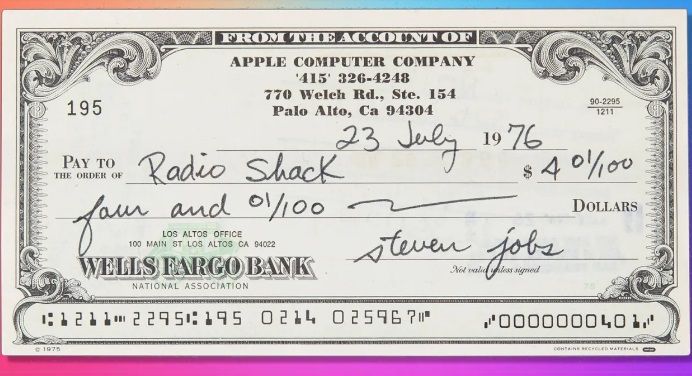 FROM THE ACCOUNT OF
APPLE COMPUTER COMPANY
'415' 326-4248
770 Welch Rd., Ste. 154
Palo Alto, Ca 94304
195
90-2295
1211
23 July 1976
PAY TO
THE ORDER OF Radio Shack $ 4 01/100
four and 01/100 DOLLARS
LOS ALTOS OFFICE
100 MAIN ST LOS ALTOS CA 94022
WELLS FARGO BANK
NATIONAL ASSOCIATION
steven jobs
Not valid unless signed
78
⑆1211⑉2295⑆195 0214 025967⑈ ⑈0000000401⑈
© 1975
CONTAINS RECYCLED MATERIALS